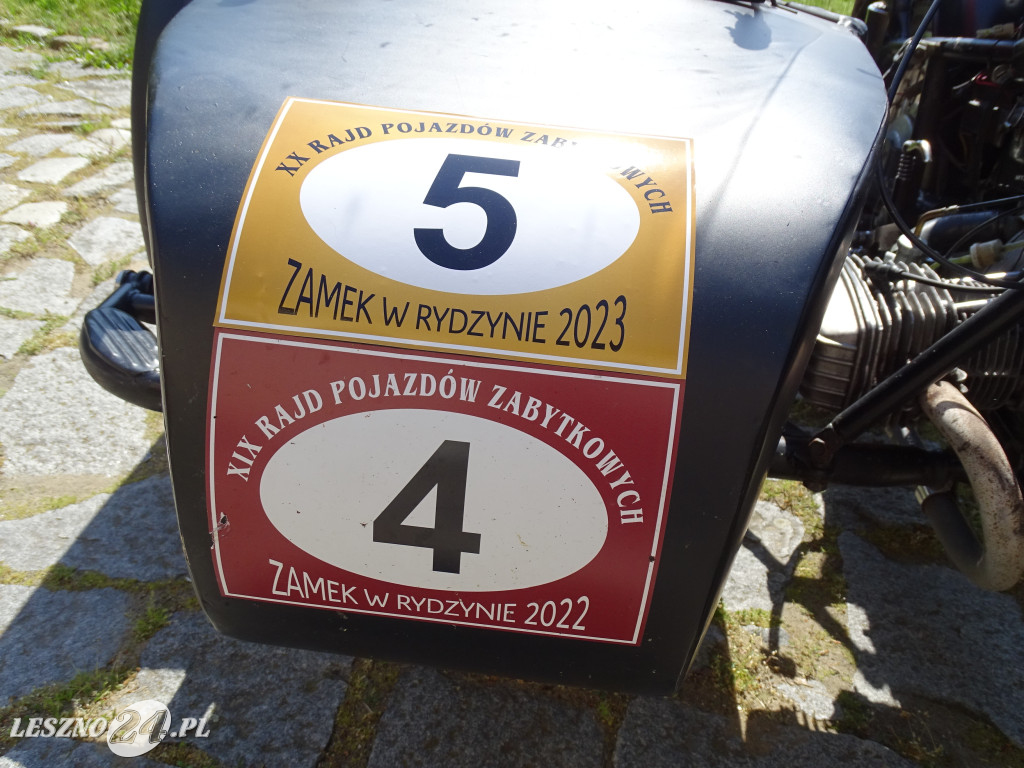 XX RAJD POJAZDÓW ZABYTKOWYCH
5
ZAMEK W RYDZYNIE 2023
XIX RAJD POJAZDÓW ZABYTKOWYCH
4
ZAMEK W RYDZYNIE 2022
LESZNO24.PL